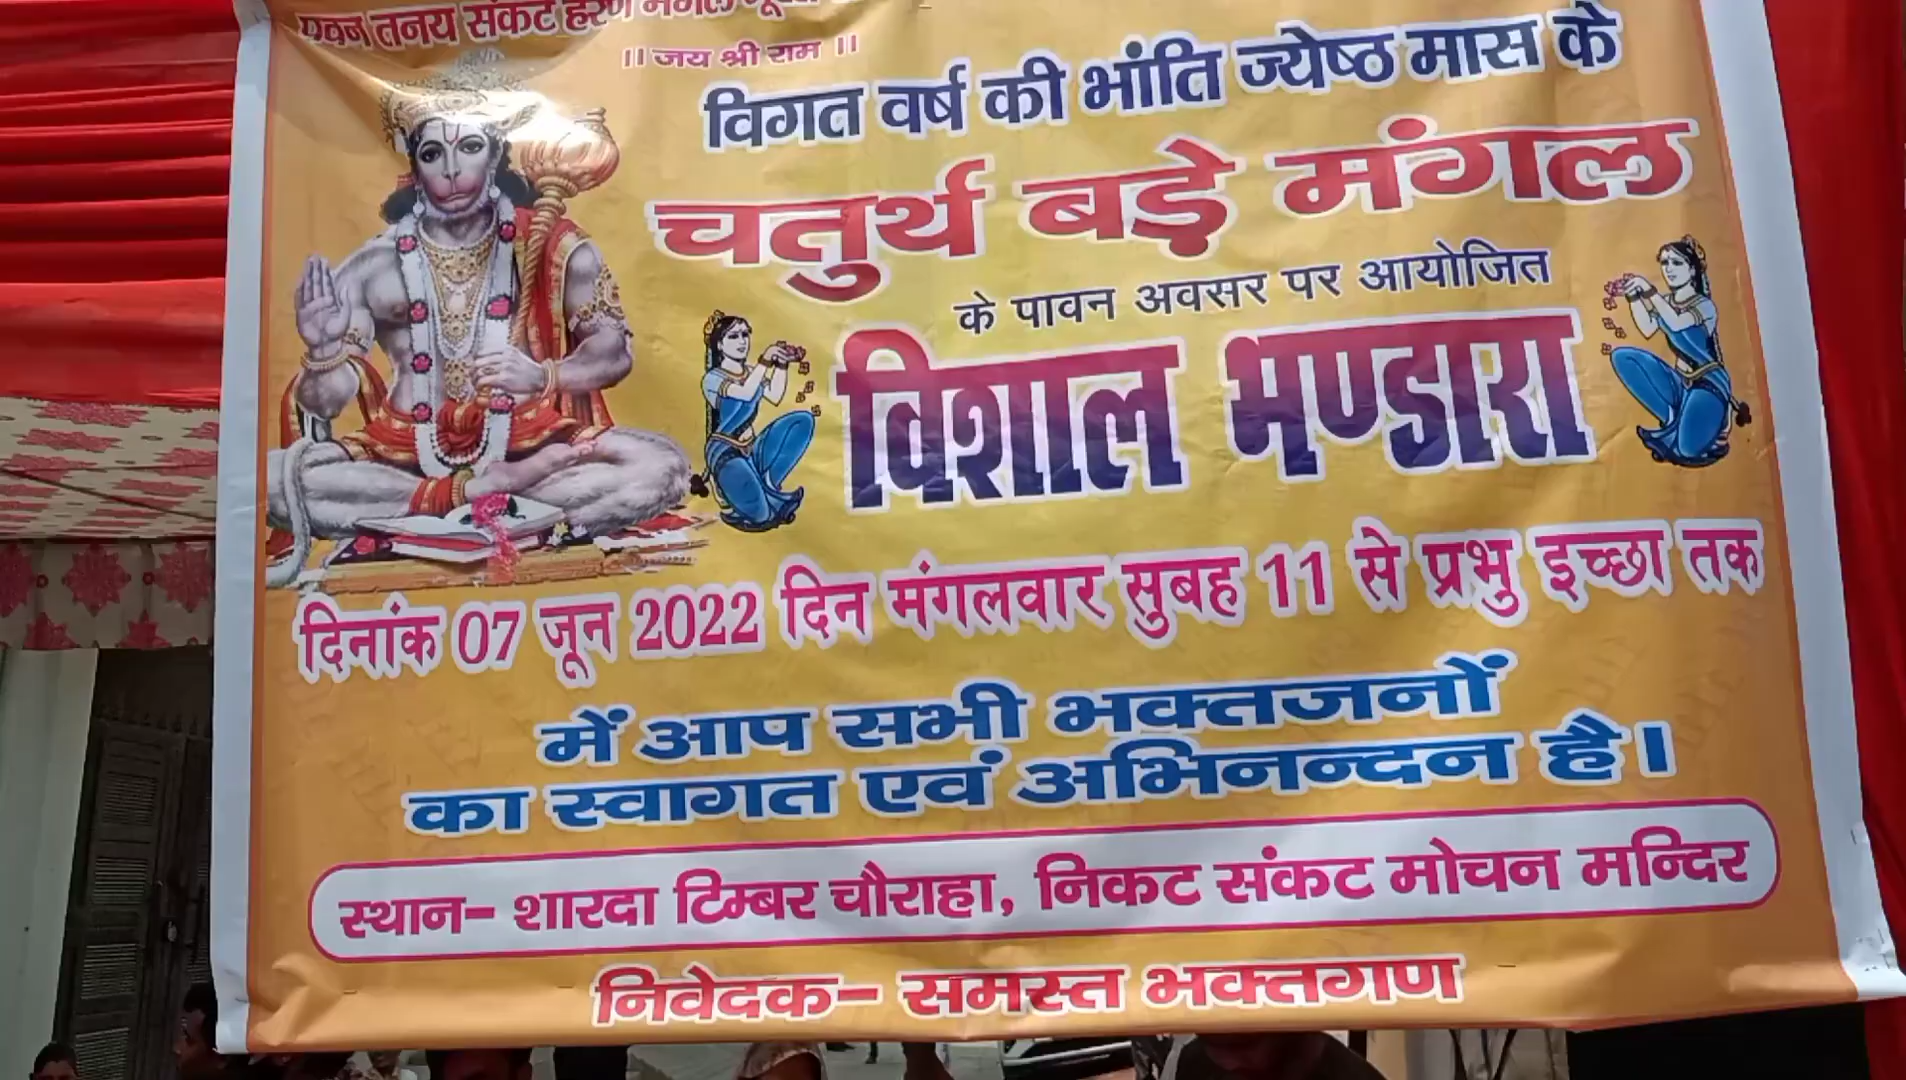 पवन तनय संकट हरण मंगल
॥ जय श्री राम ॥
विगत वर्ष की भांति ज्येष्ठ मास के
चतुर्थ बड़े मंगल
के पावन अवसर पर आयोजित
विशाल भण्डारा
दिनांक 07 जून 2022 दिन मंगलवार सुबह 11 से प्रभु इच्छा तक
में आप सभी भक्तजनों
का स्वागत एवं अभिनन्दन है।
स्थान- शारदा टिम्बर चौराहा, निकट संकट मोचन मन्दिर
निवेदक- समस्त भक्तगण